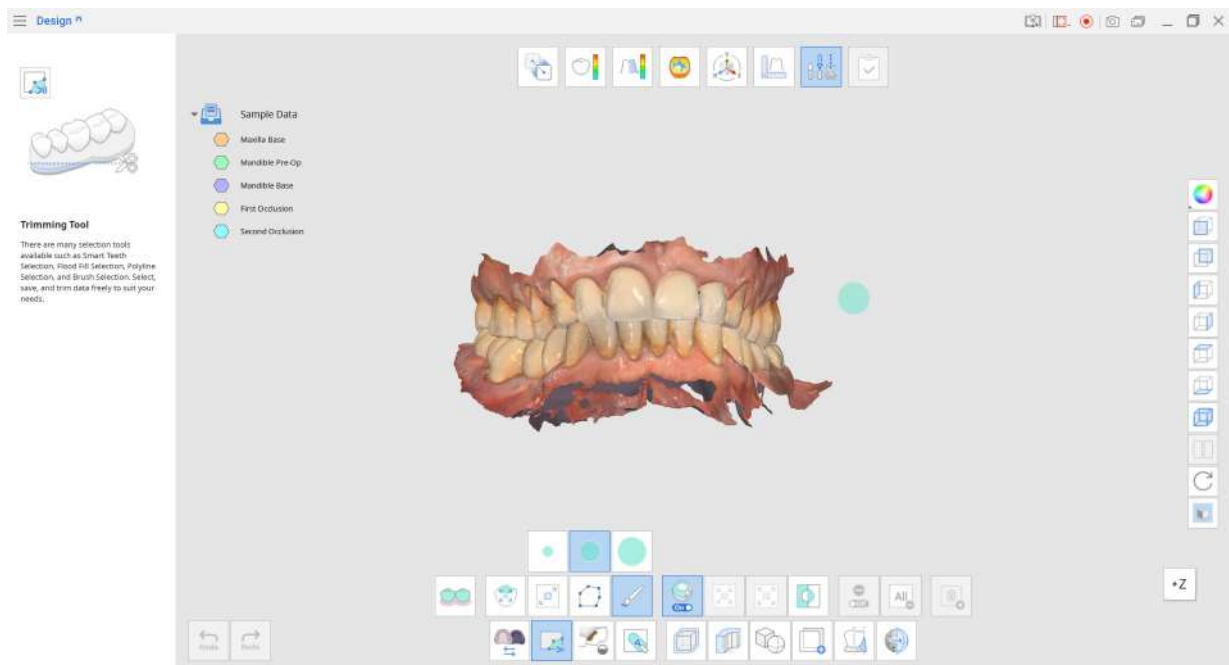 Design
Sample Data
Maxilla Base
Mandible Pre-Op
Mandible Base
First Occlusion
Second Occlusion
Trimming Tool
There are many selection tools
available such as Smart Teeth
Selection, Flood Fill Selection, Polyline
Selection, and Brush Selection. Select,
save, and trim data freely to suit your
needs.
On
All
+Z
Undo
Redo
A